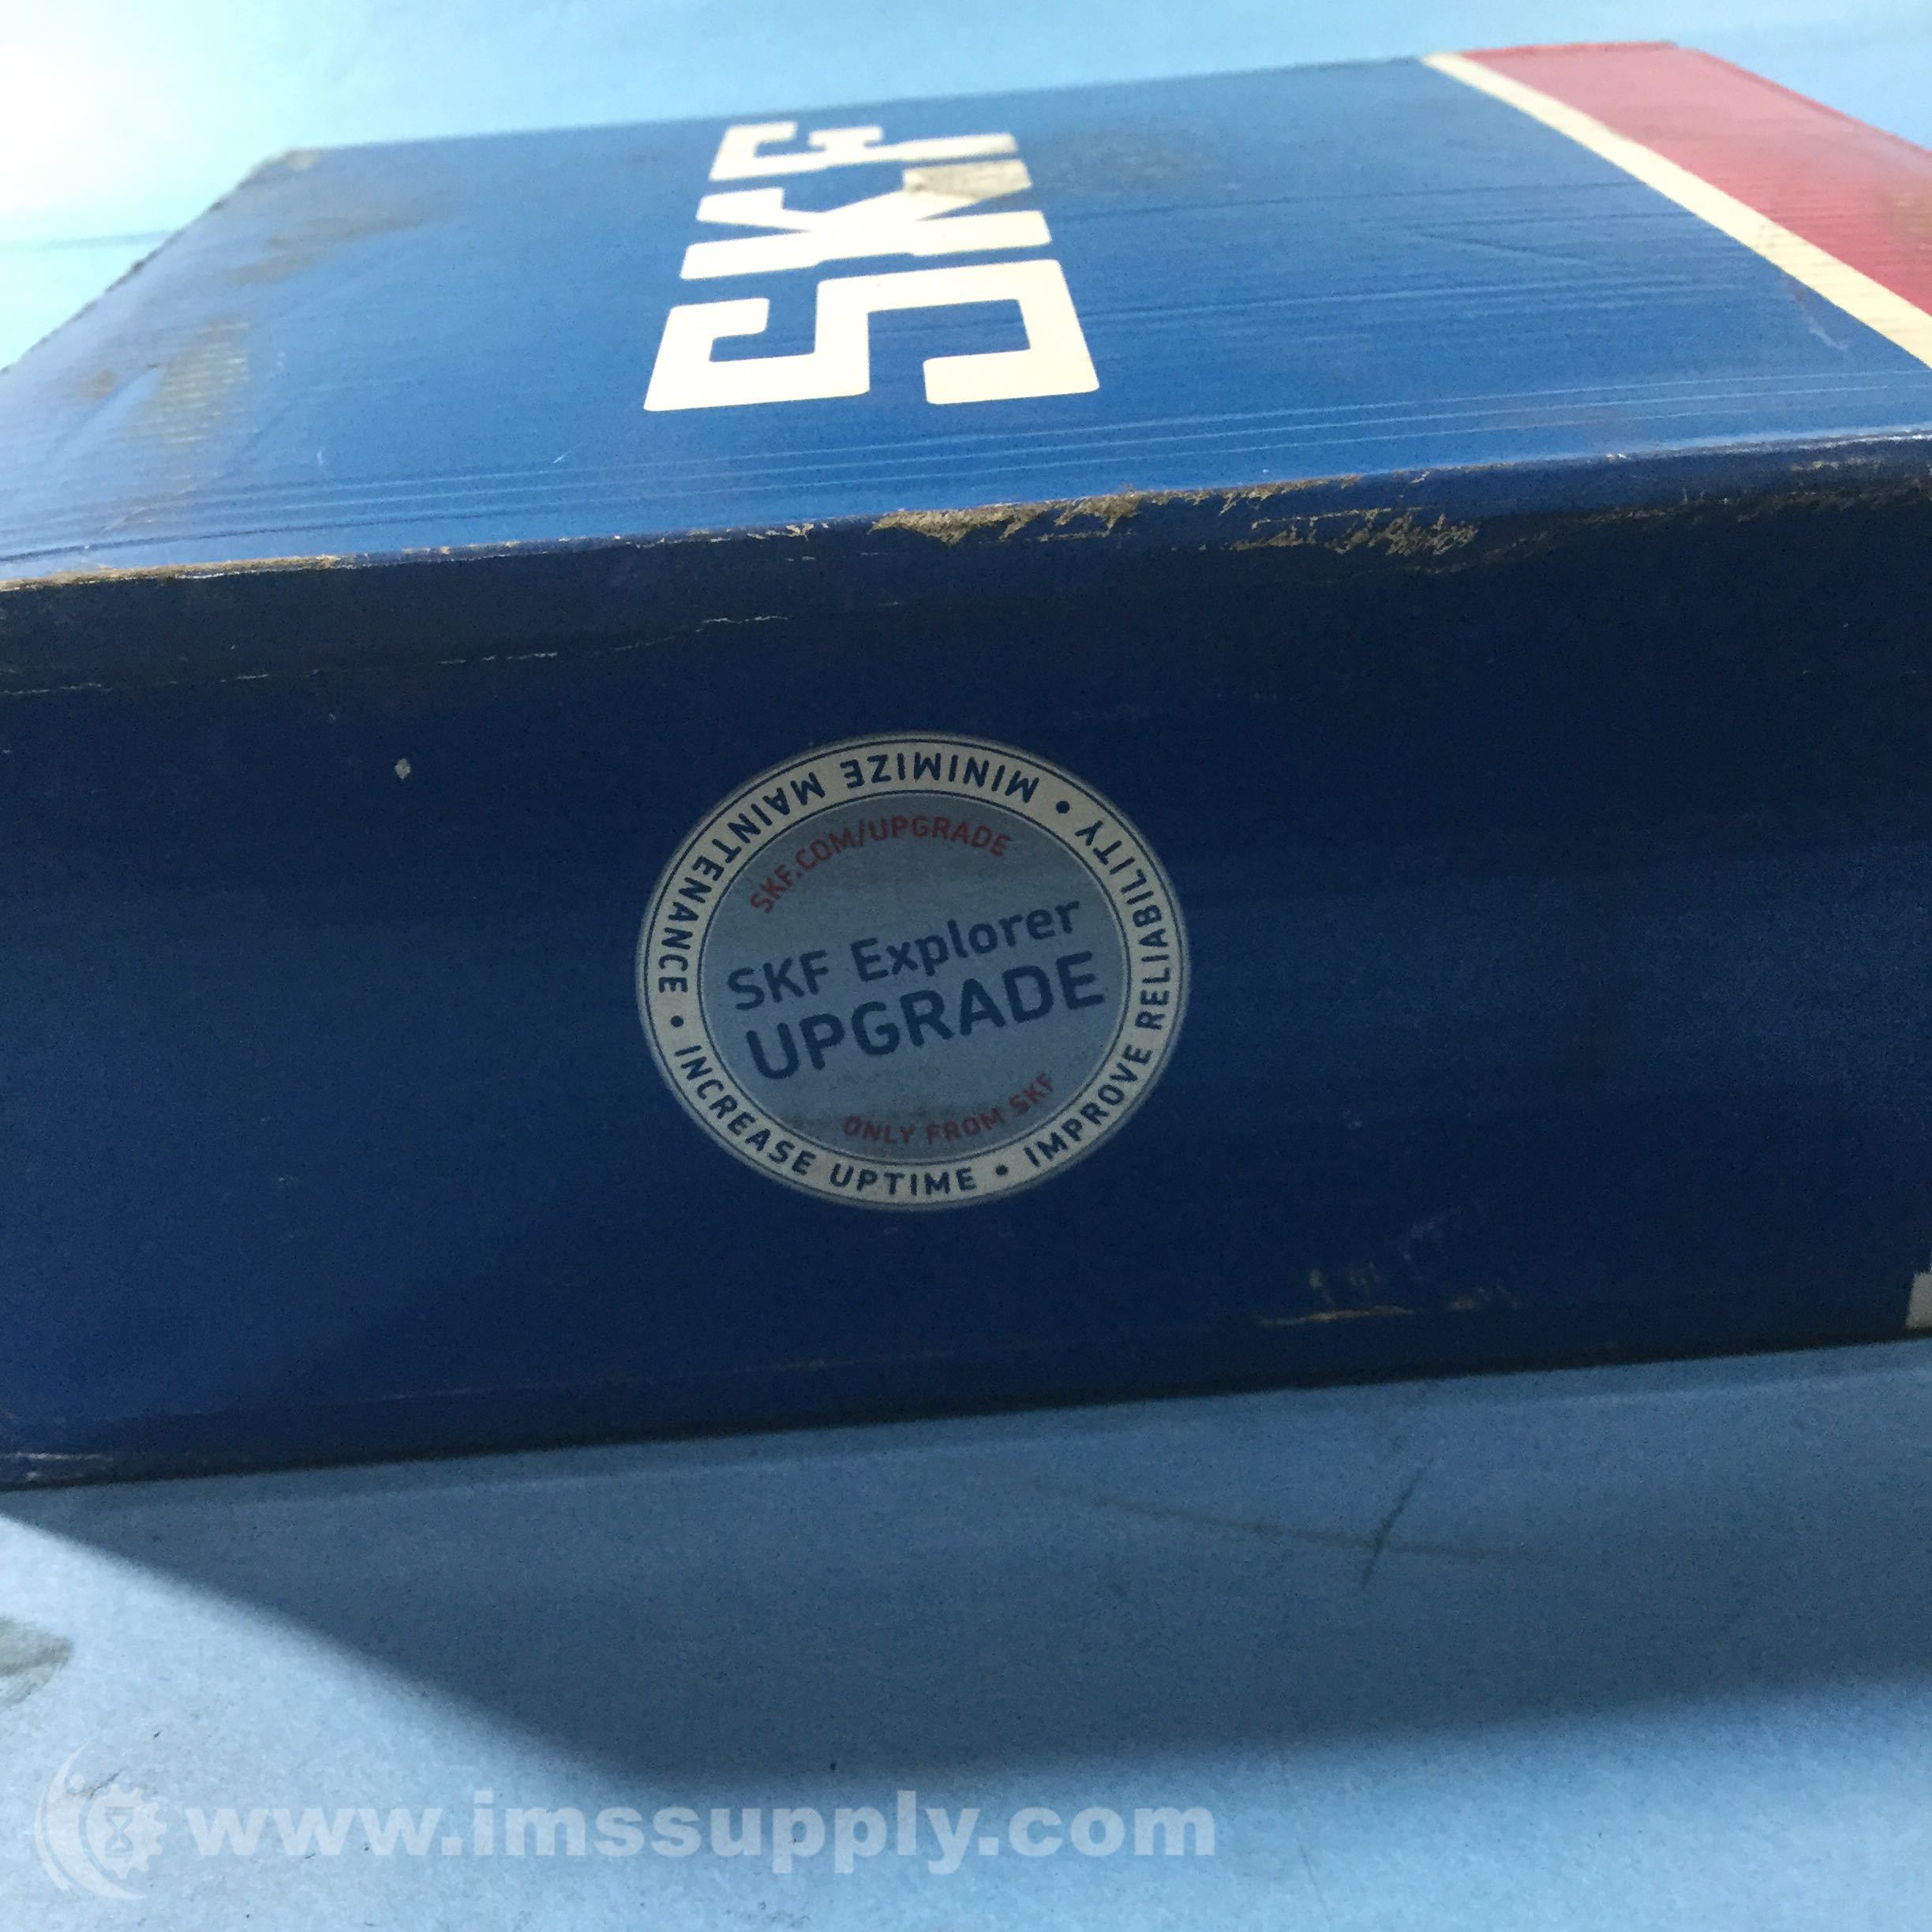 SKF
MINIMIZE MAINTENANCE • INCREASE UPTIME • IMPROVE RELIABILITY •
SKF.COM/UPGRADE
SKF Explorer
UPGRADE
ONLY FROM SKF
www.imssupply.com